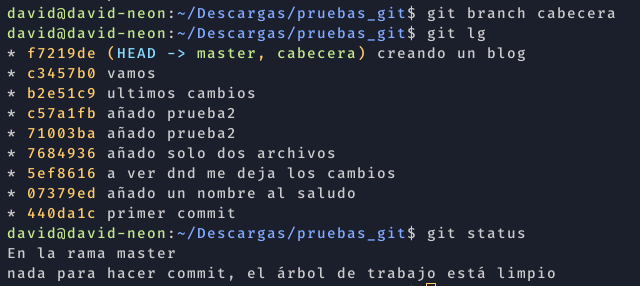 david@david-neon:~/Descargas/pruebas_git$ git branch cabecera
david@david-neon:~/Descargas/pruebas_git$ git lg
* f7219de (HEAD -> master, cabecera) creando un blog
* c3457b0 vamos
* b2e51c9 ultimos cambios
* c57a1fb añado prueba2
* 71003ba añado prueba2
* 7684936 añado solo dos archivos
* 5ef8616 a ver dnd me deja los cambios
* 07379ed añado un nombre al saludo
* 440da1c primer commit
david@david-neon:~/Descargas/pruebas_git$ git status
En la rama master
nada para hacer commit, el árbol de trabajo está limpio